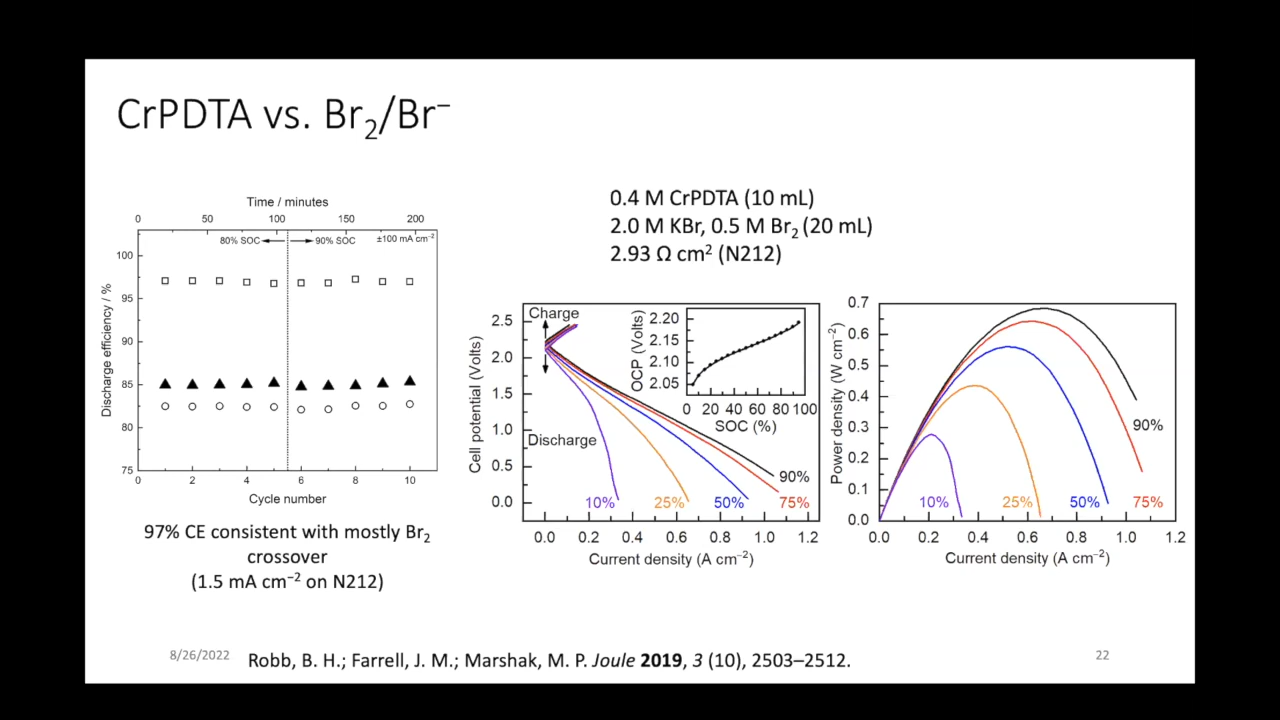 CrPDTA vs. Br₂/Br⁻
0.4 M CrPDTA (10 mL)
2.0 M KBr, 0.5 M Br₂ (20 mL)
2.93 Ω cm² (N212)
Time / minutes
0 50 100 150 200
80% SOC 90% SOC ±100 mA cm⁻²
Discharge efficiency / %
100
95
90
85
80
75
0 2 4 6 8 10
Cycle number
97% CE consistent with mostly Br₂
crossover
(1.5 mA cm⁻² on N212)
Cell potential (Volts)
2.5
2.0
1.5
1.0
0.5
0.0
Charge
Discharge
OCP (Volts)
2.20
2.15
2.10
2.05
0 20 40 60 80 100
SOC (%)
90%
10% 25% 50% 75%
0.0 0.2 0.4 0.6 0.8 1.0 1.2
Current density (A cm⁻²)
Power density (W cm⁻²)
0.7
0.6
0.5
0.4
0.3
0.2
0.1
0.0
90%
10% 25% 50% 75%
0.0 0.2 0.4 0.6 0.8 1.0 1.2
Current density (A cm⁻²)
8/26/2022
Robb, B. H.; Farrell, J. M.; Marshak, M. P. Joule 2019, 3 (10), 2503–2512.
22